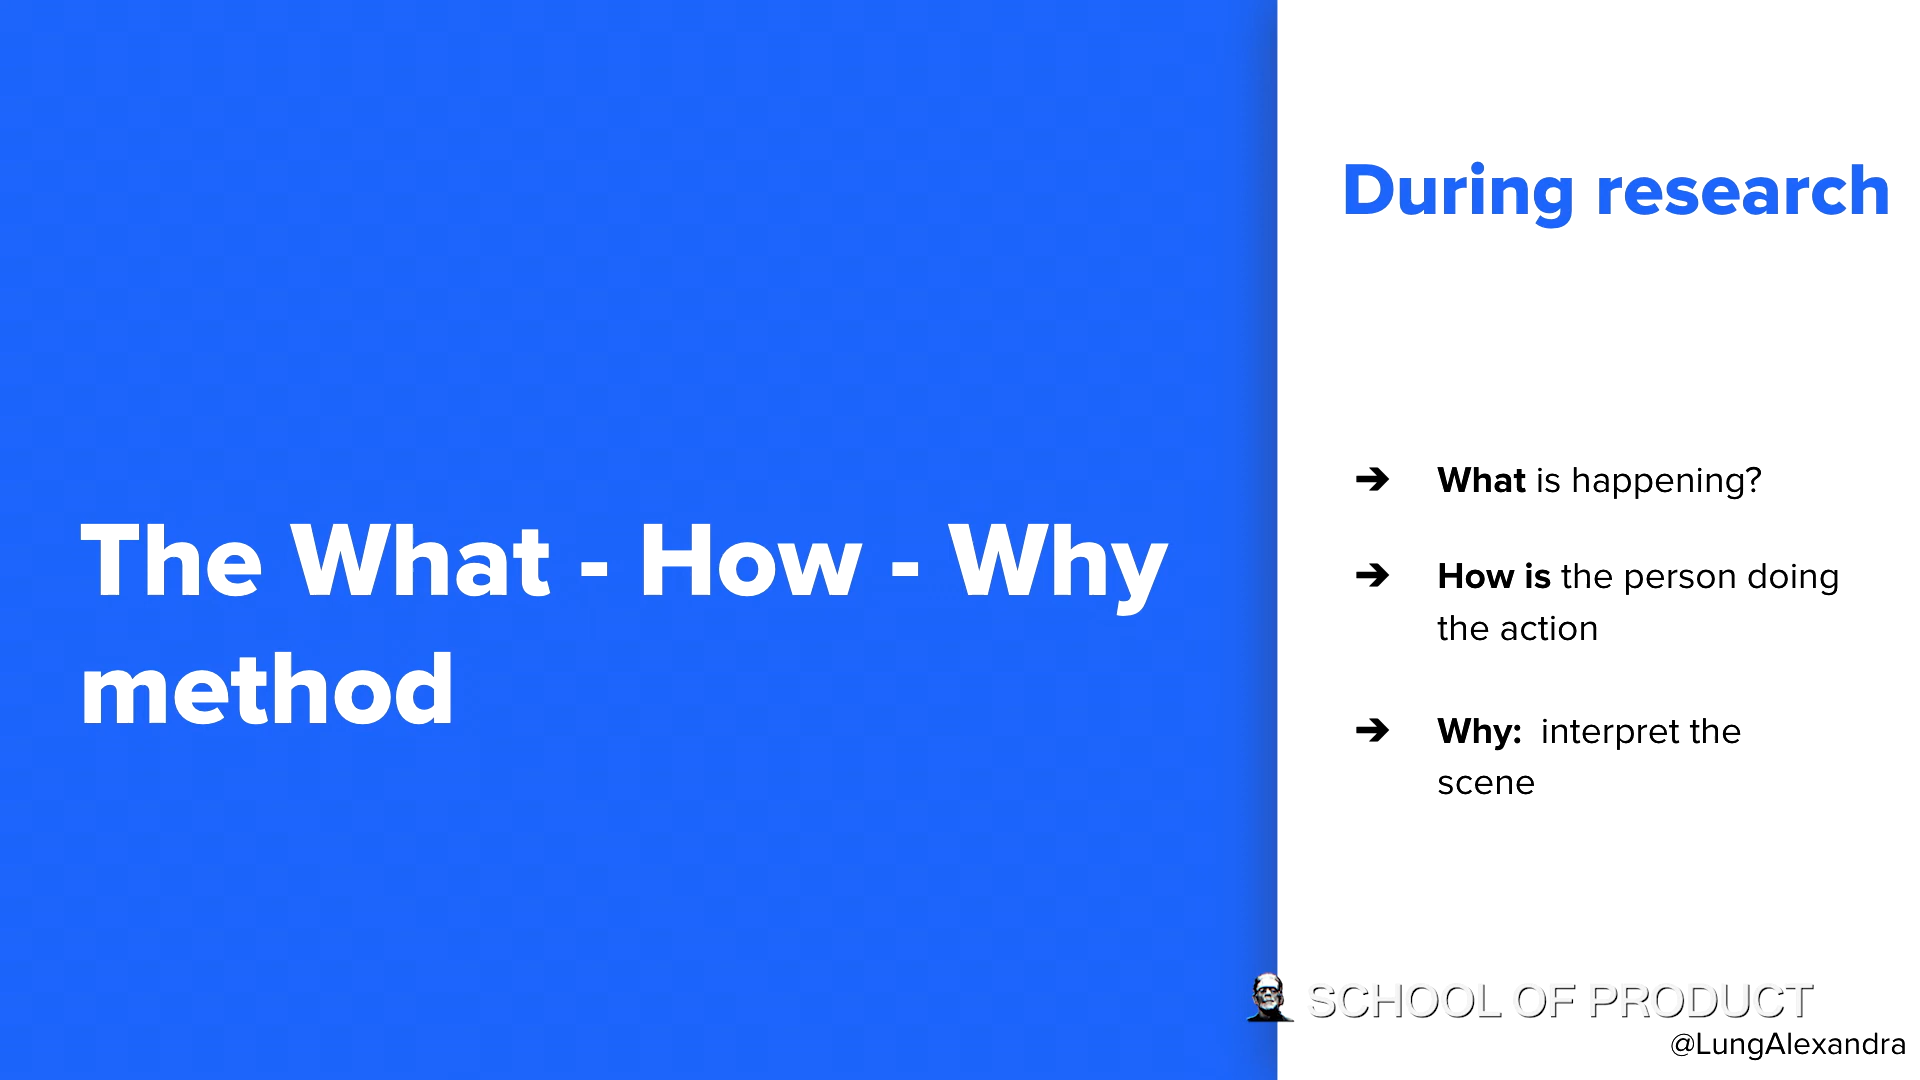 The What - How - Why
method
During research
➔ What is happening?
➔ How is the person doing
the action
➔ Why: interpret the
scene
SCHOOL OF PRODUCT
@LungAlexandra